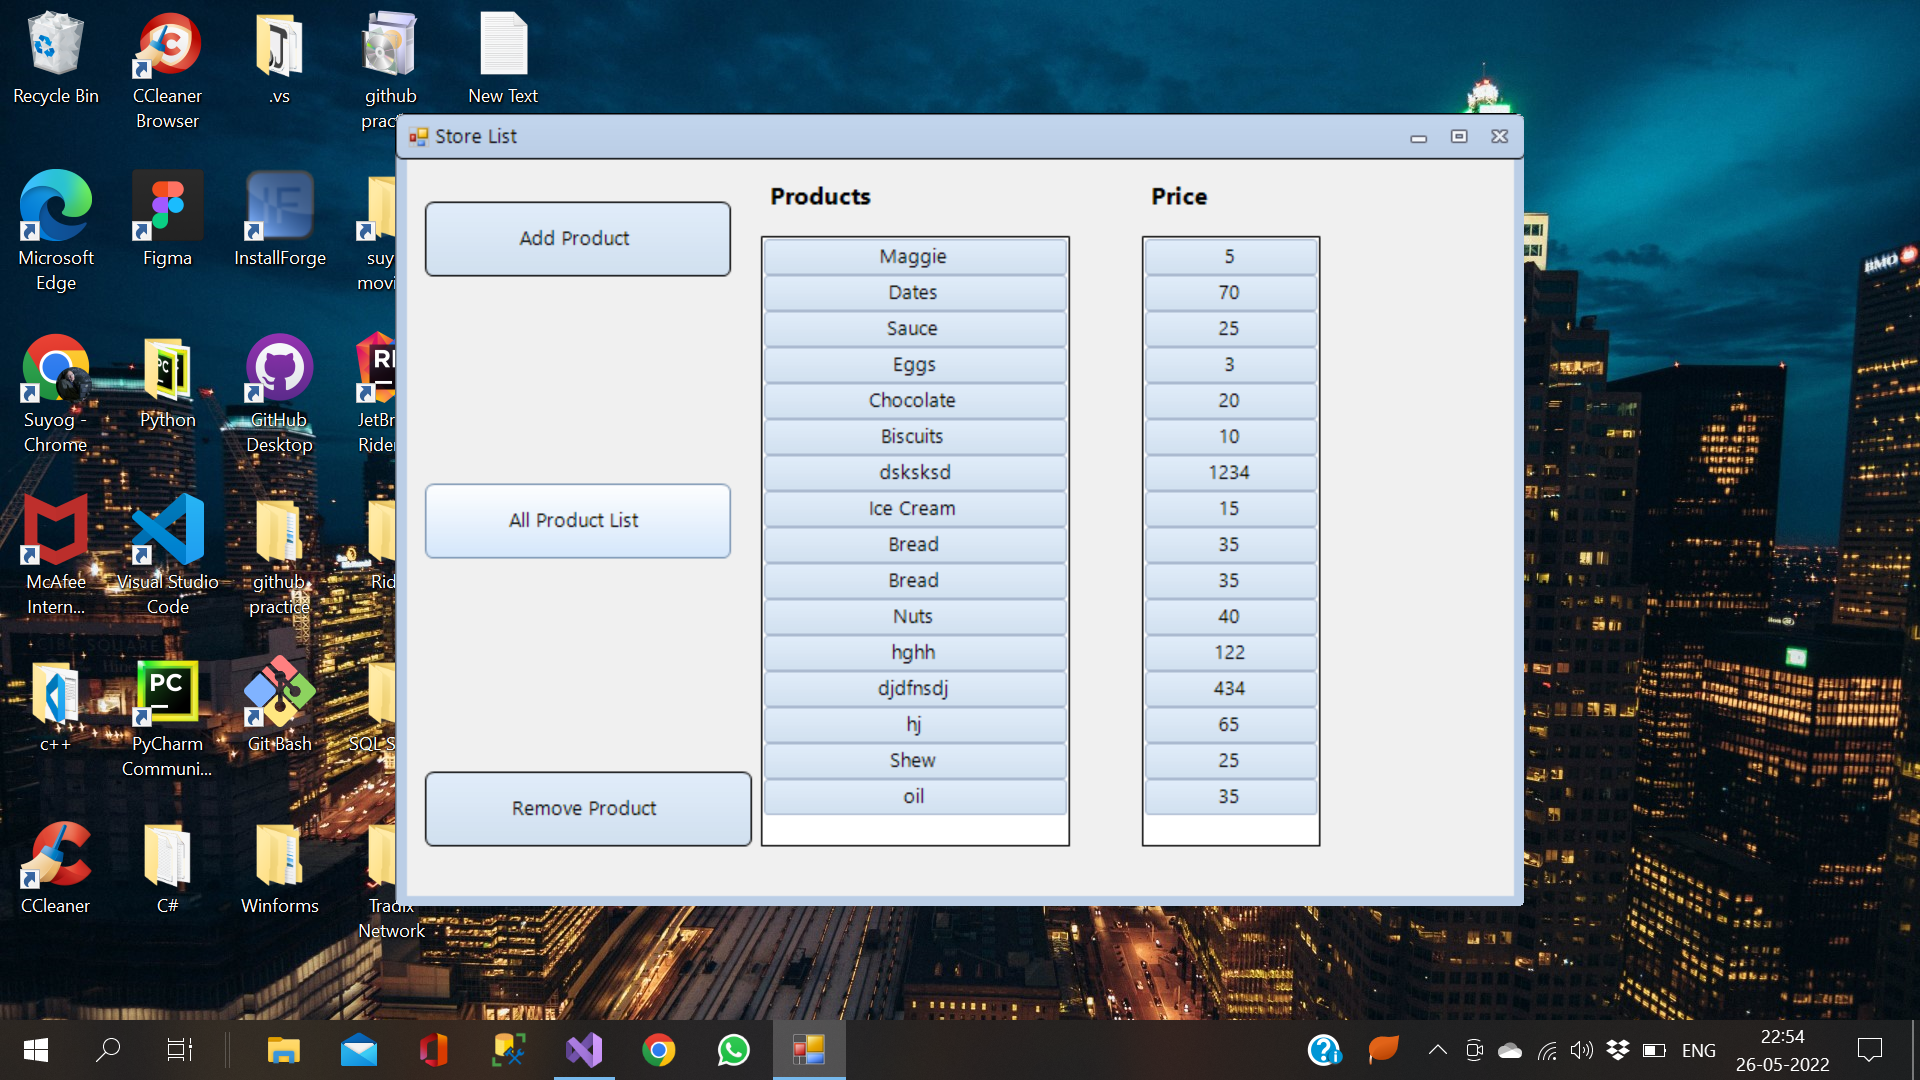 Recycle Bin
CCleaner
Browser
.vs
github
prac
New Text
Microsoft
Edge
Figma
InstallForge
suy
movi
Suyog -
Chrome
Python
GitHub
Desktop
JetBr
Rider
McAfee
Intern...
Visual Studio
Code
github
practice
Rid
c++
PyCharm
Communi...
Git Bash
SQL S
CCleaner
C#
Winforms
Tradix
Network
Store List
Add Product
All Product List
Remove Product
Products
Price
Maggie 5
Dates 70
Sauce 25
Eggs 3
Chocolate 20
Biscuits 10
dsksksd 1234
Ice Cream 15
Bread 35
Bread 35
Nuts 40
hghh 122
djdfnsdj 434
hj 65
Shew 25
oil 35
BMO
PC
PC
ENG
22:54
26-05-2022